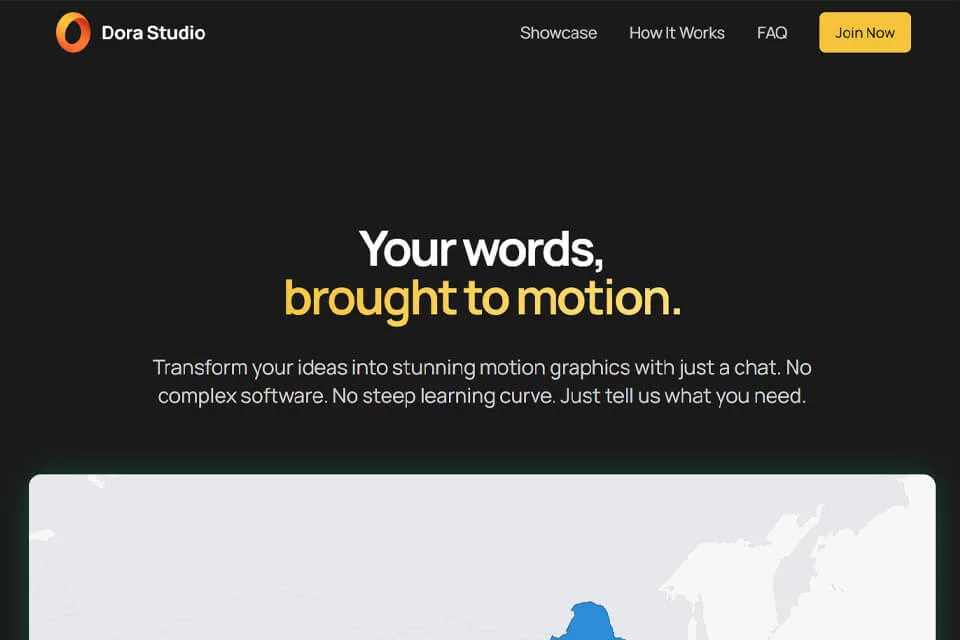 Dora Studio
Showcase
How It Works
FAQ
Join Now
Your words,
brought to motion.
Transform your ideas into stunning motion graphics with just a chat. No
complex software. No steep learning curve. Just tell us what you need.